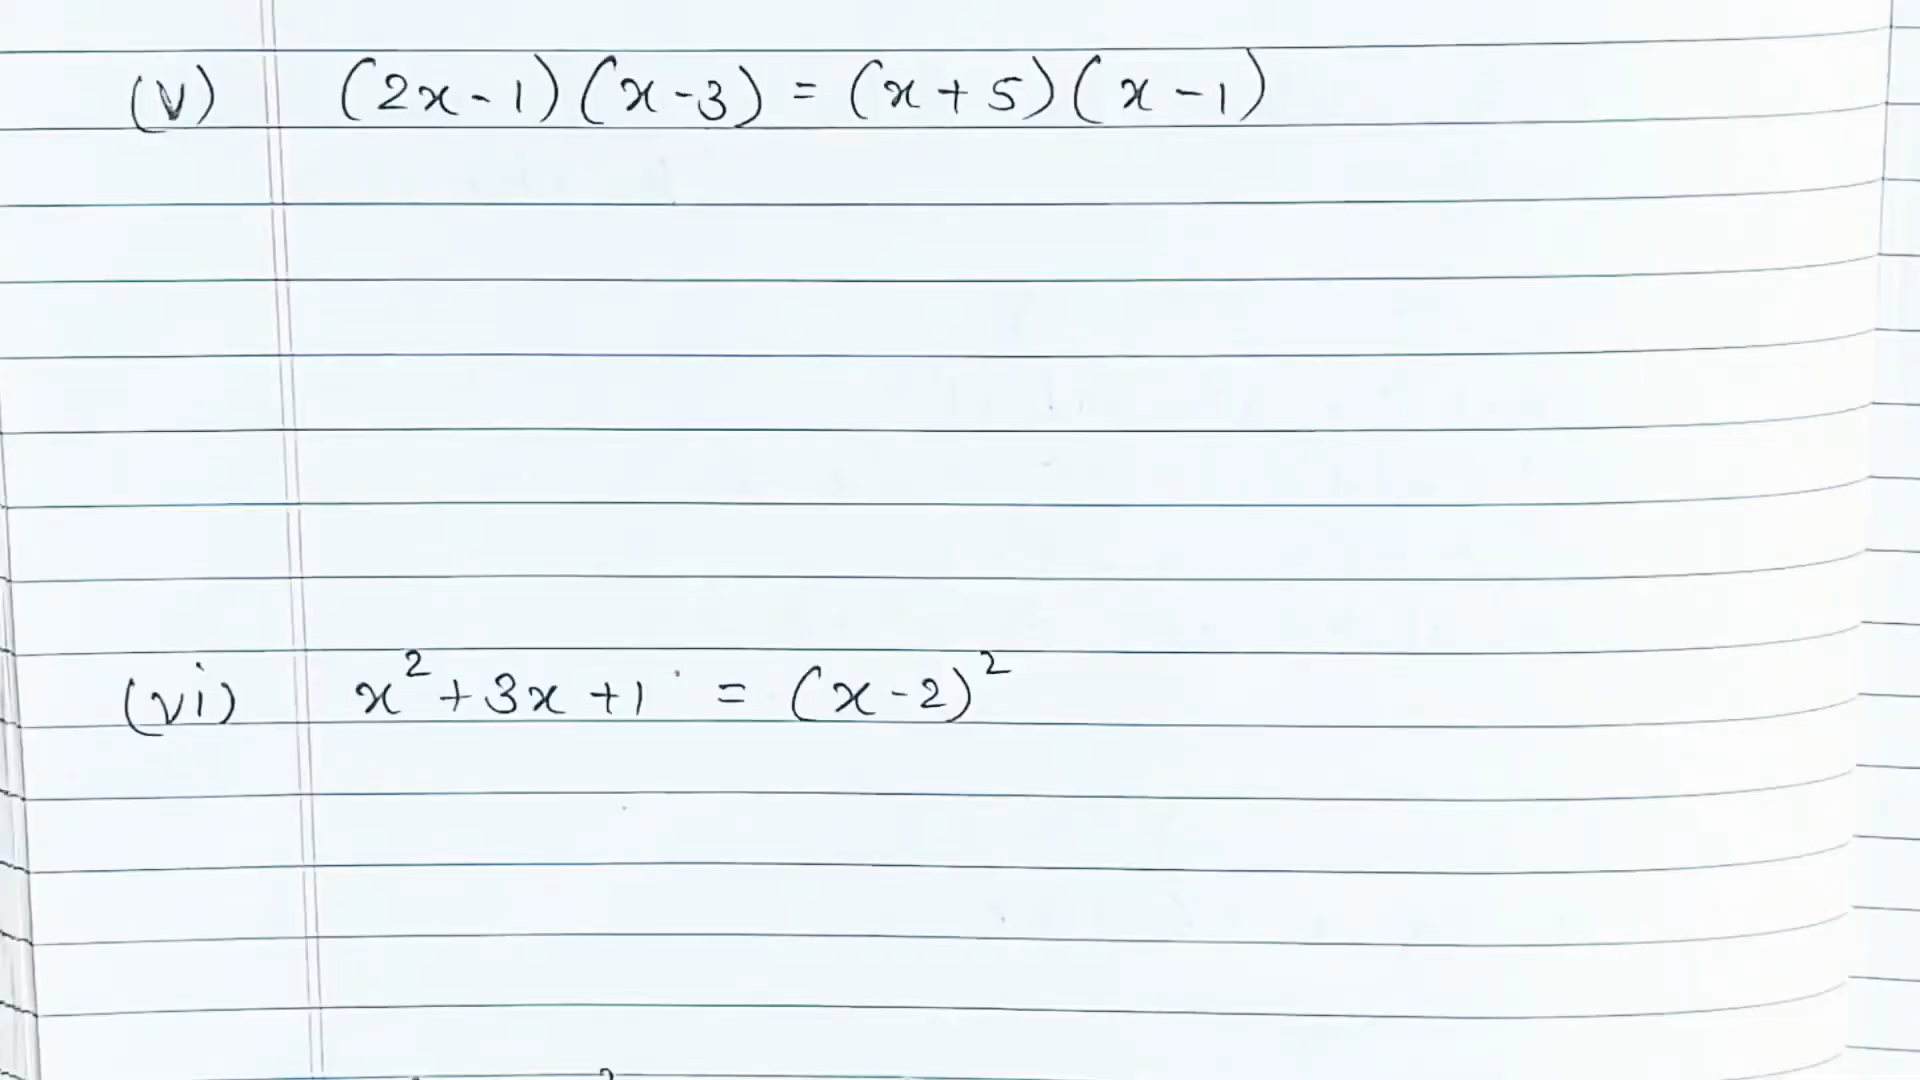 (v) (2x-1)(x-3) = (x+5)(x-1)
(vi) x²+3x+1 = (x-2)²